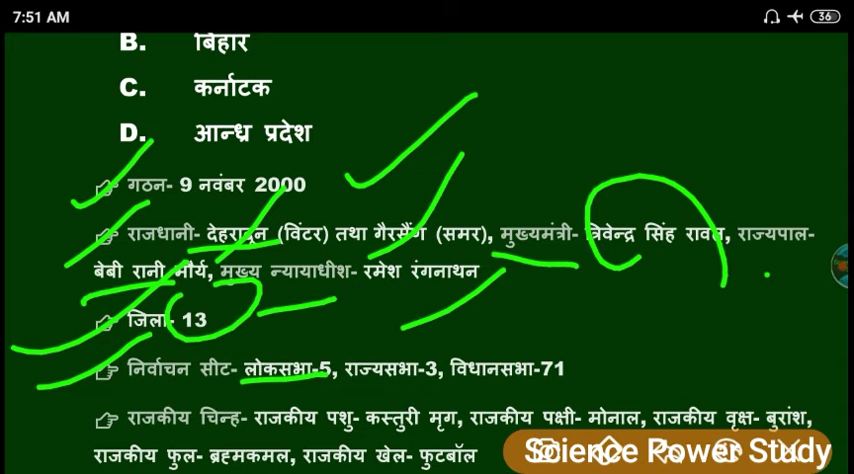 7:51 AM
36
B. बिहार
C. कर्नाटक
D. आन्ध्र प्रदेश
गठन- 9 नवंबर 2000
राजधानी- देहरादून (विंटर) तथा गैरसैंण (समर), मुख्यमंत्री- त्रिवेन्द्र सिंह रावत, राज्यपाल-
बेबी रानी मौर्य, मुख्य न्यायाधीश- रमेश रंगनाथन
जिला- 13
निर्वाचन सीट- लोकसभा-5, राज्यसभा-3, विधानसभा-71
राजकीय चिन्ह- राजकीय पशु- कस्तुरी मृग, राजकीय पक्षी- मोनाल, राजकीय वृक्ष- बुरांश,
राजकीय फुल- ब्रह्मकमल, राजकीय खेल- फुटबॉल
Science Power Study